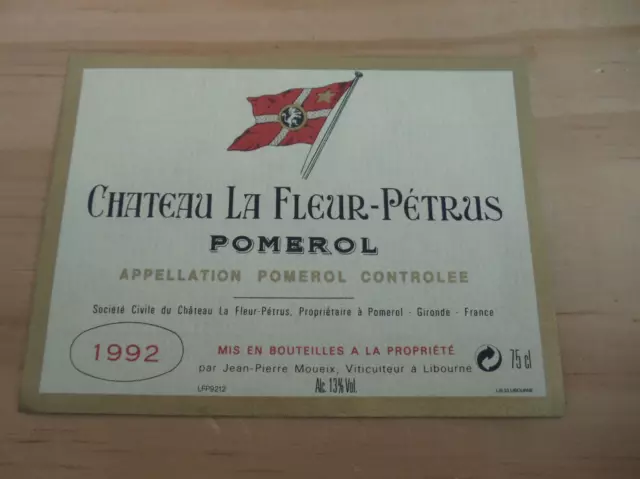 CHATEAU LA FLEUR-PÉTRUS
POMEROL
APPELLATION POMEROL CONTROLEE
Société Civile du Château La Fleur-Pétrus, Propriétaire à Pomerol - Gironde - France
1992
MIS EN BOUTEILLES A LA PROPRIÉTÉ
par Jean-Pierre Moueix, Viticulteur à Libourne
75 cl
LFP9212
Alc. 13% Vol.